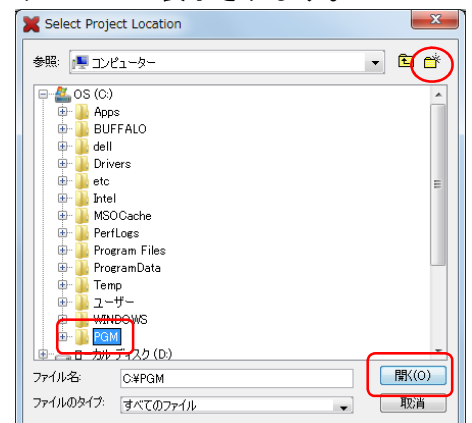 Select Project Location
参照: コンピューター
OS (C:)
Apps
BUFFALO
dell
Drivers
etc
Intel
MSOCache
PerfLogs
Program Files
ProgramData
Temp
ユーザー
WINDOWS
PGM
ローカル ディスク (D:)
ファイル名: C:¥PGM 開く(O)
ファイルのタイプ: すべてのファイル 取消